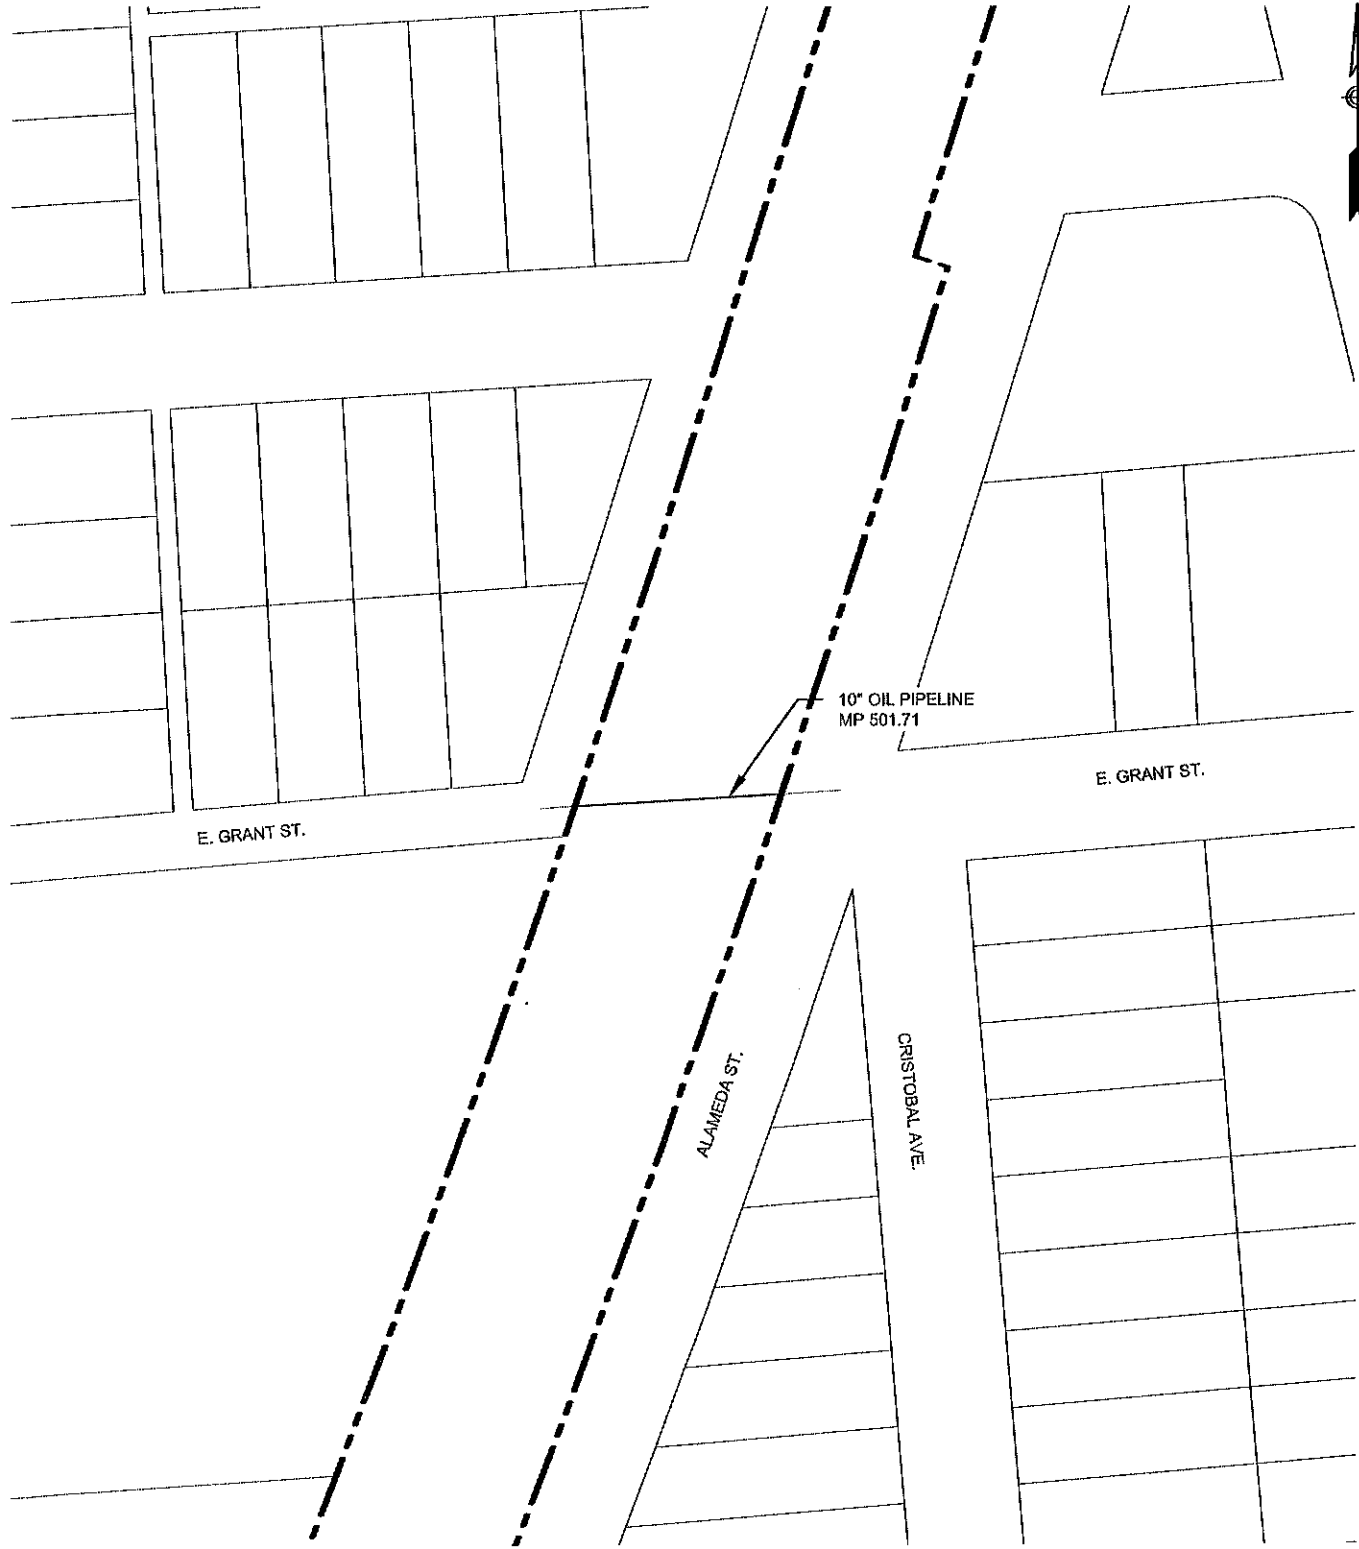 10" OIL PIPELINE
MP 501.71
E. GRANT ST.
E. GRANT ST.
ALAMEDA ST.
CRISTOBAL AVE.